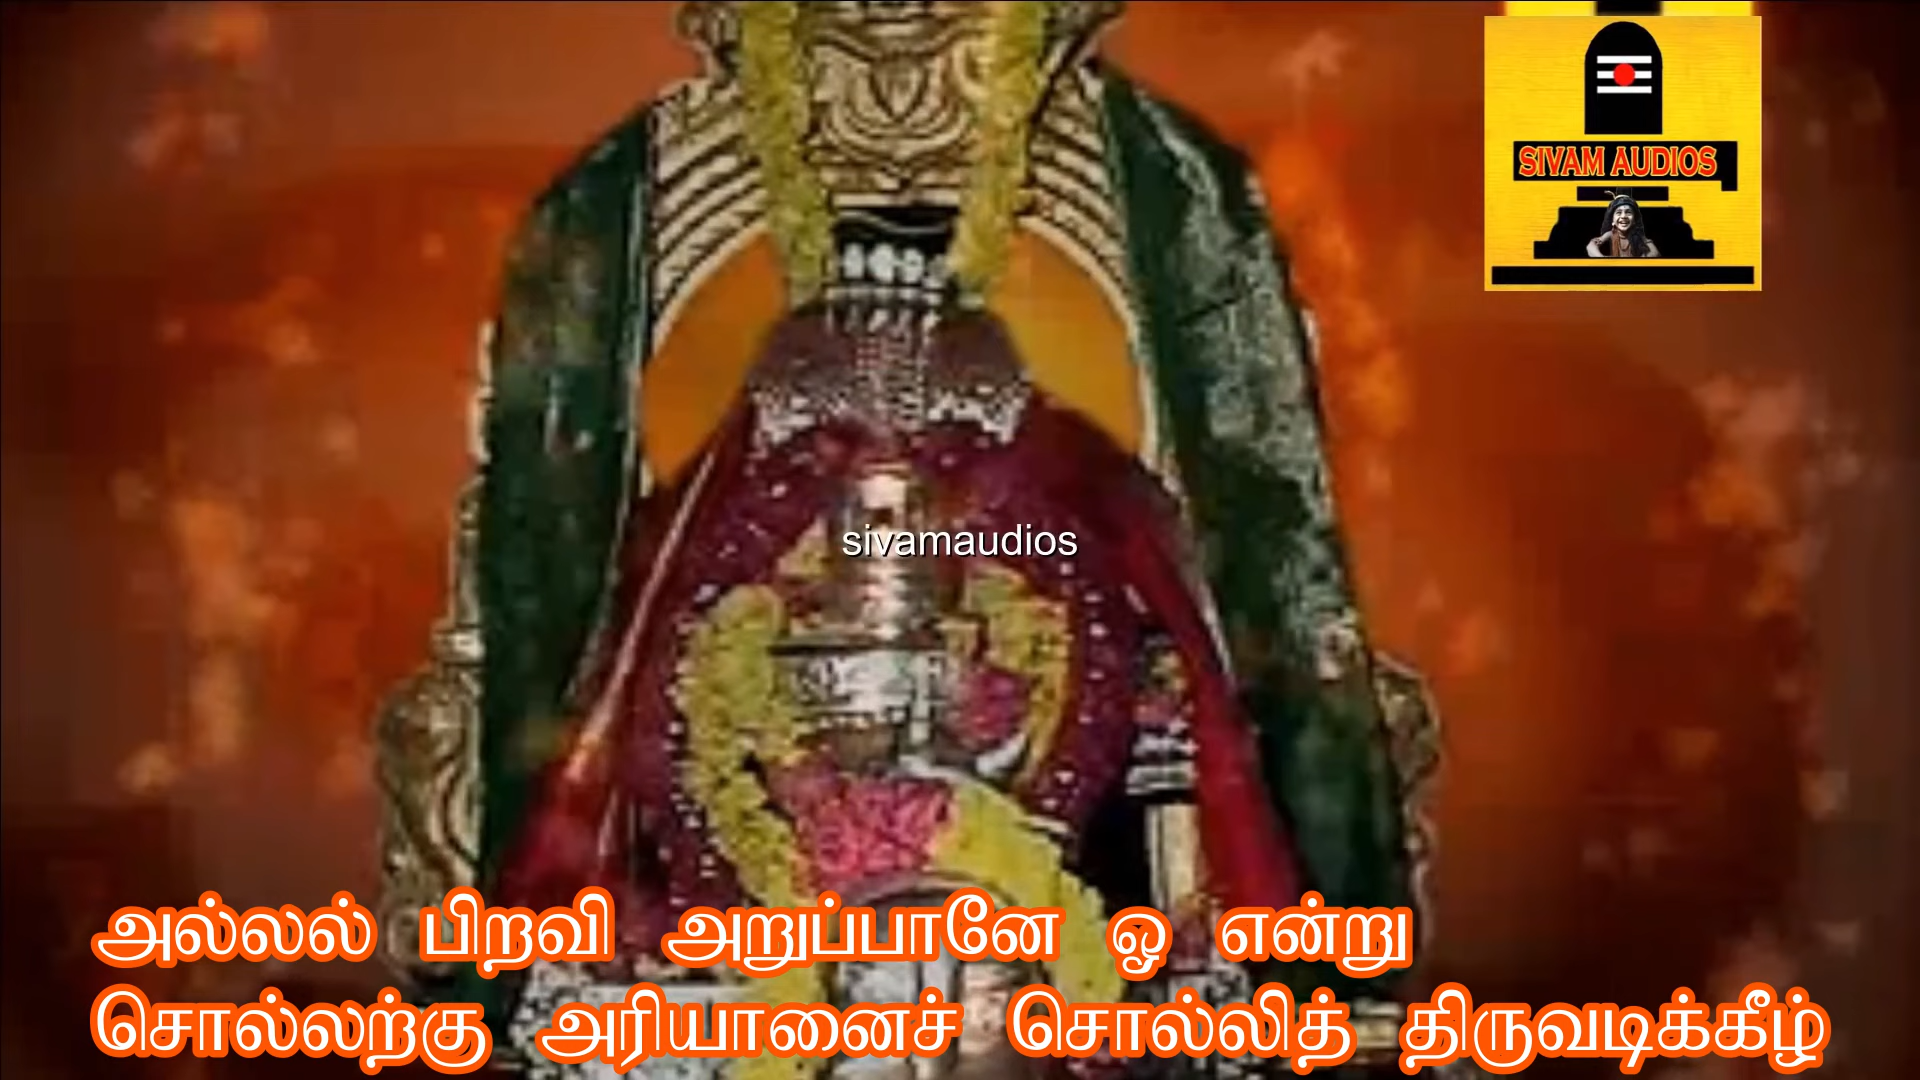 SIVAM AUDIOS
sivamaudios
அல்லல் பிறவி அறுப்பானே ஓ என்று
சொல்லற்கு அரியானைச் சொல்லித் திருவடிக்கீழ்